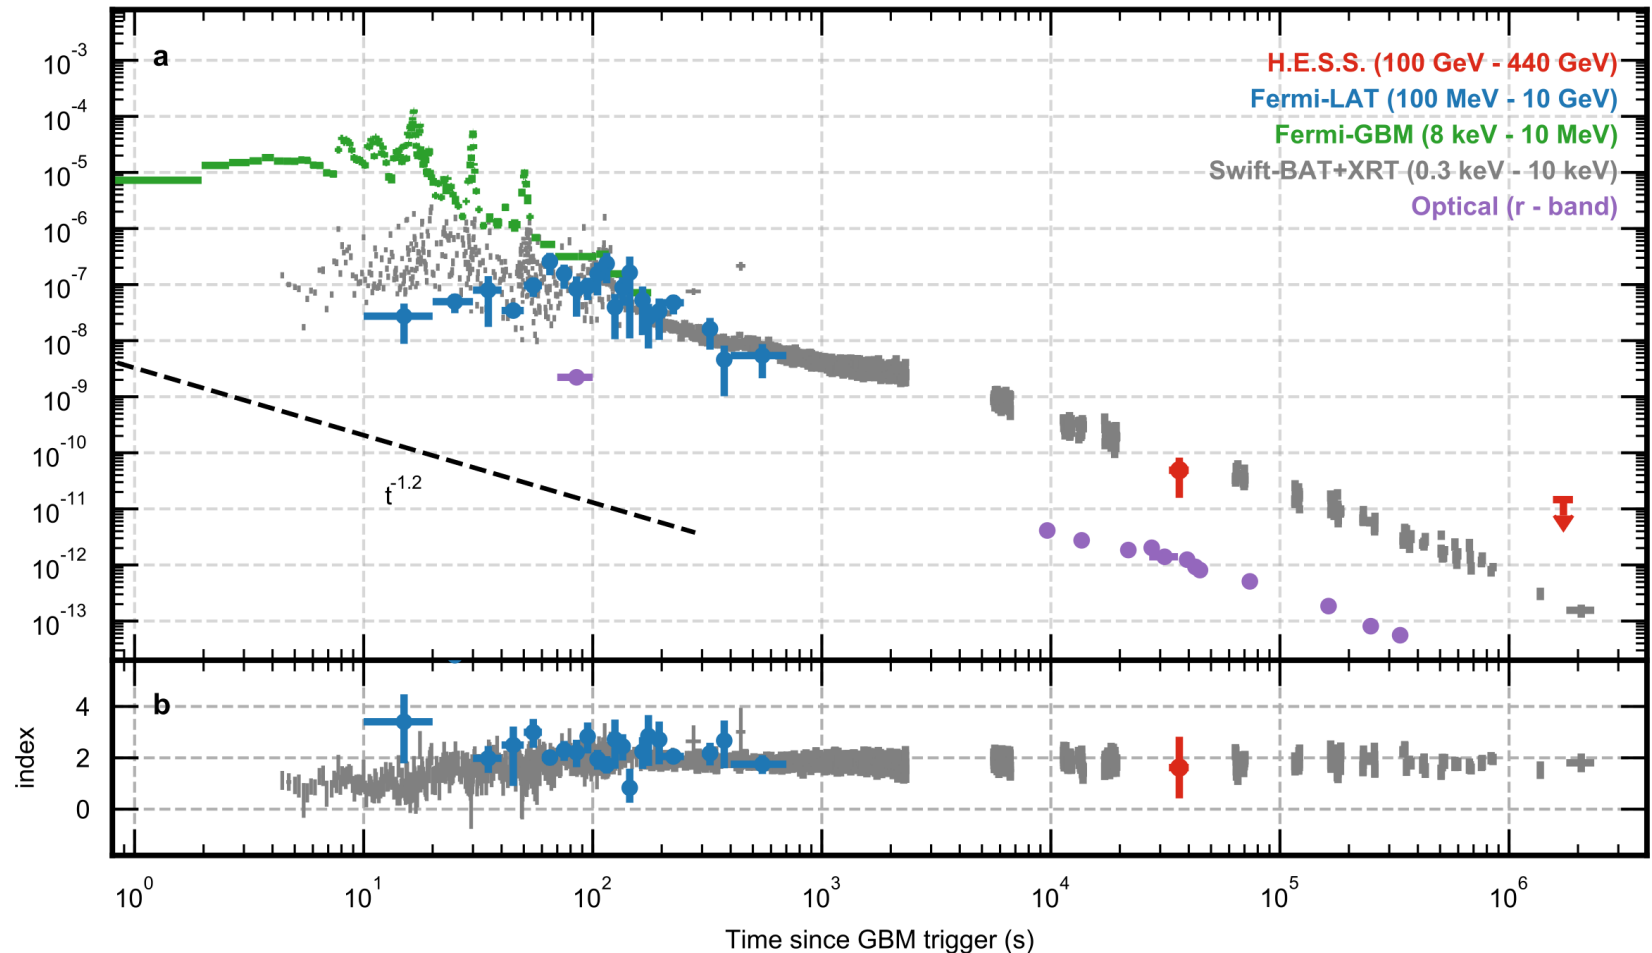 a
H.E.S.S. (100 GeV - 440 GeV)
Fermi-LAT (100 MeV - 10 GeV)
Fermi-GBM (8 keV - 10 MeV)
Swift-BAT+XRT (0.3 keV - 10 keV)
Optical (r - band)
10^-3
10^-4
10^-5
10^-6
10^-7
10^-8
10^-9
10^-10
10^-11
10^-12
10^-13
t^-1.2
b
index
4
2
0
10^0 10^1 10^2 10^3 10^4 10^5 10^6
Time since GBM trigger (s)